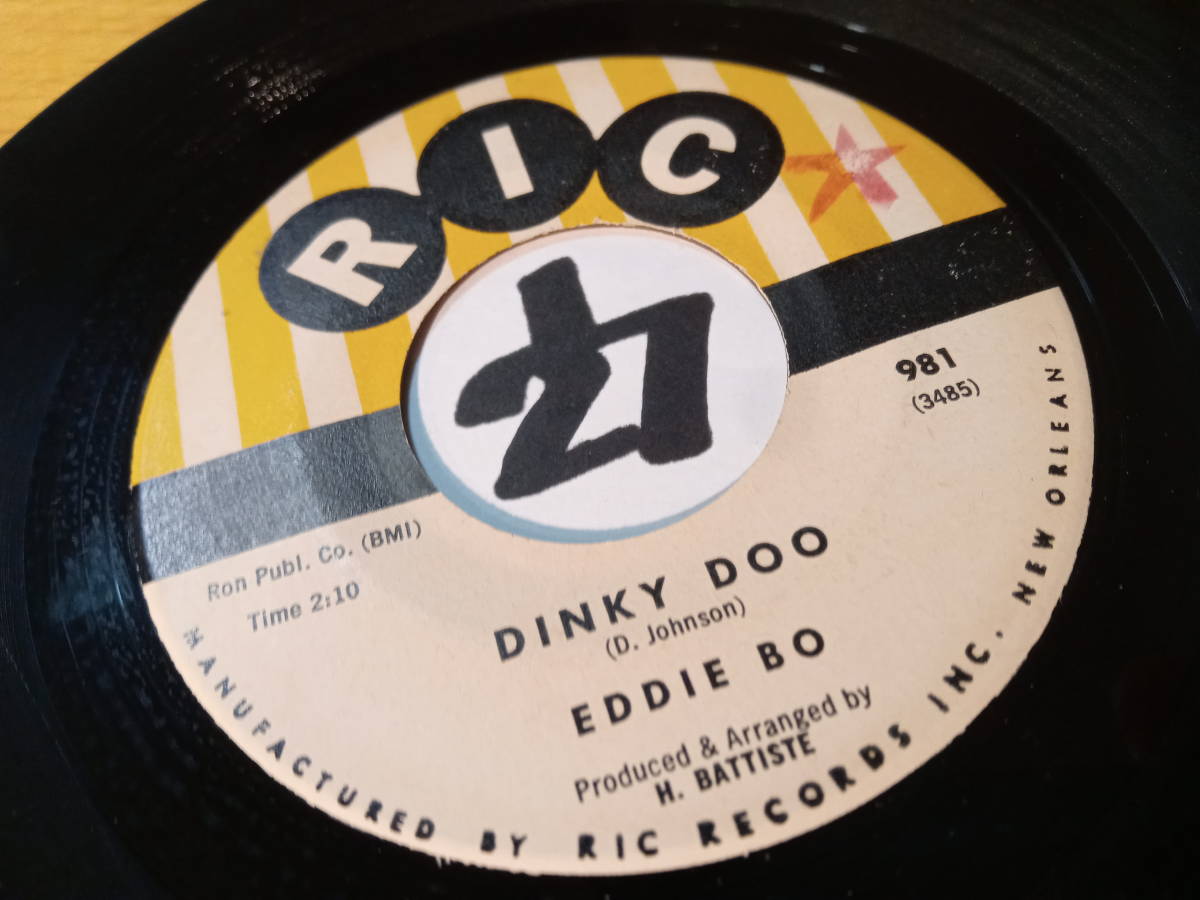 RIC
981
(3485)
Ron Publ. Co. (BMI)
Time 2:10
DINKY DOO
(D. Johnson)
EDDIE BO
Produced & Arranged by
H. BATTISTE
MANUFACTURED BY RIC RECORDS INC. NEW ORLEANS